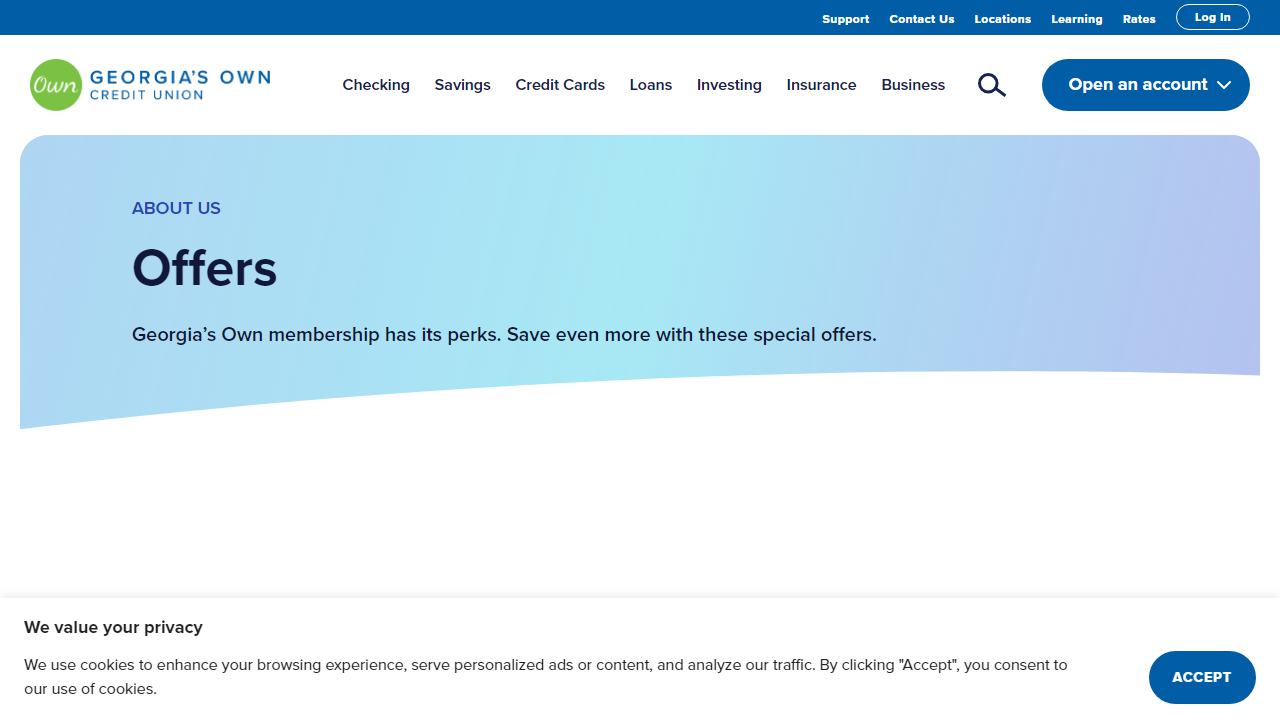 Support Contact Us Locations Learning Rates Log In
Own GEORGIA'S OWN
CREDIT UNION
Checking Savings Credit Cards Loans Investing Insurance Business Open an account
ABOUT US
Offers
Georgia’s Own membership has its perks. Save even more with these special offers.
We value your privacy
We use cookies to enhance your browsing experience, serve personalized ads or content, and analyze our traffic. By clicking "Accept", you consent to
our use of cookies.
ACCEPT